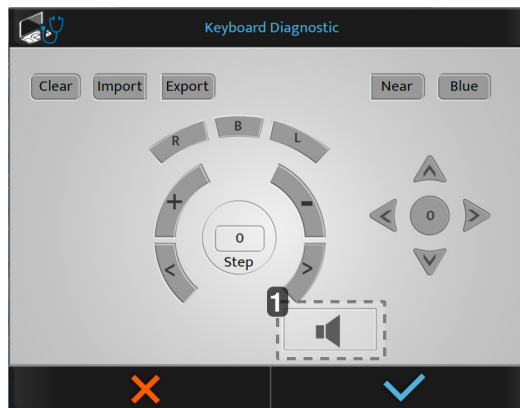 Keyboard Diagnostic
Clear Import Export Near Blue
R B L
+ -
0 0
Step
< >
1